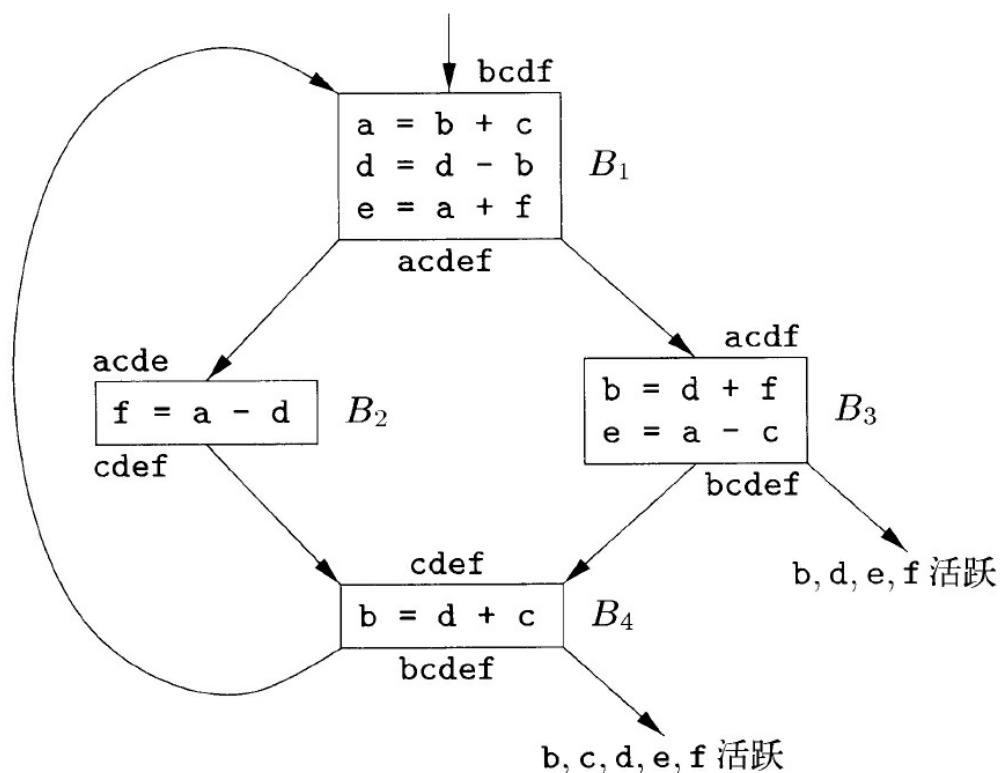 bcdf
a = b + c
d = d - b
e = a + f
B₁
acdef
acde
f = a - d
B₂
cdef
acdf
b = d + f
e = a - c
B₃
bcdef
b, d, e, f 活跃
cdef
b = d + c
B₄
bcdef
b, c, d, e, f 活跃